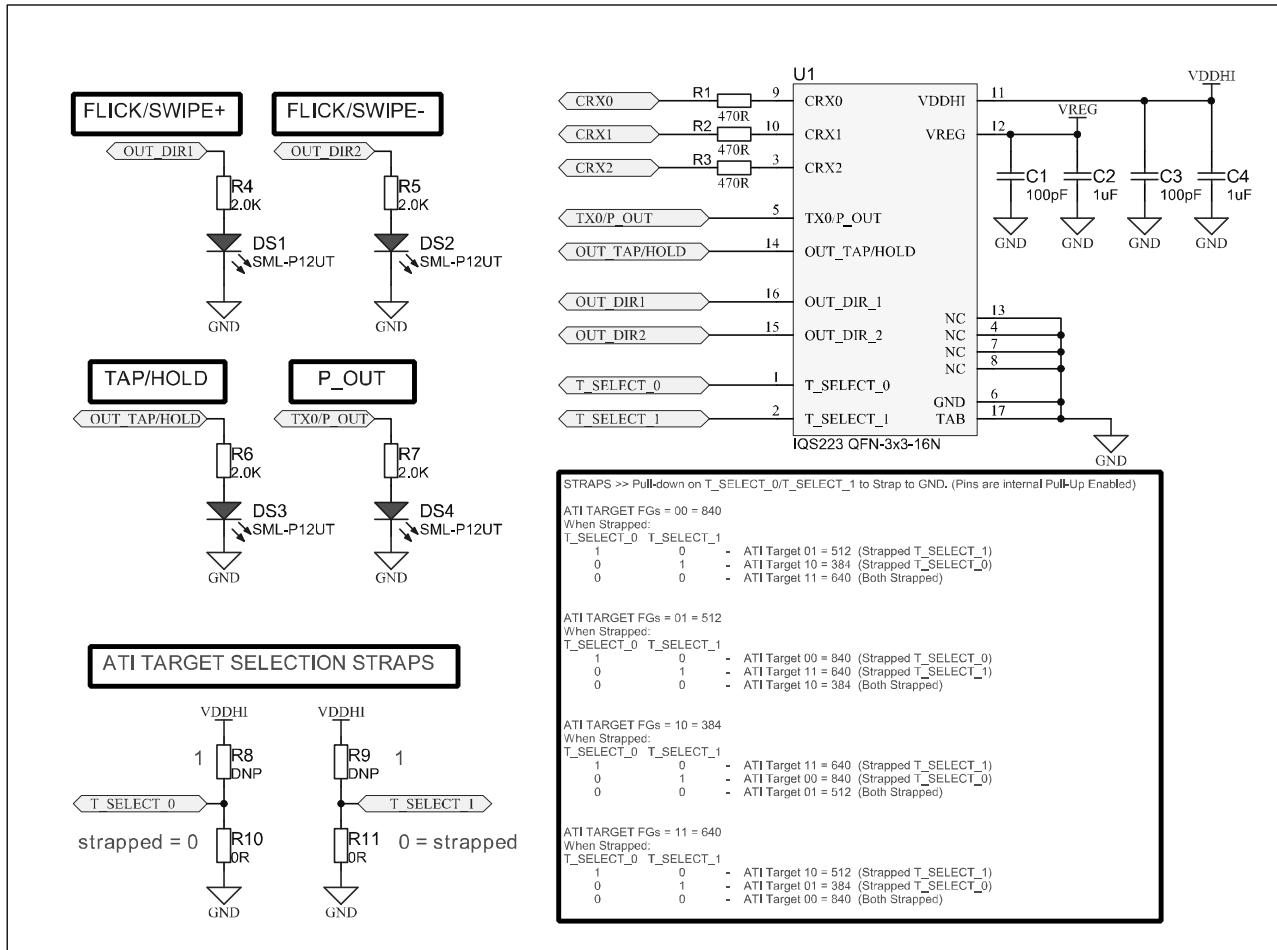 FLICK/SWIPE+
OUT_DIR1
R4
2.0K
DS1
SML-P12UT
GND
FLICK/SWIPE-
OUT_DIR2
R5
2.0K
DS2
SML-P12UT
GND
TAP/HOLD
OUT_TAP/HOLD
R6
2.0K
DS3
SML-P12UT
GND
P_OUT
TX0/P_OUT
R7
2.0K
DS4
SML-P12UT
GND
ATI TARGET SELECTION STRAPS
VDDHI
1
R8
DNP
T_SELECT_0
strapped = 0
R10
0R
GND
VDDHI
R9
DNP
1
T_SELECT_1
R11
0R
0 = strapped
GND
U1
CRX0
R1
470R
9
CRX0
CRX1
R2
470R
10
CRX1
CRX2
R3
470R
3
CRX2
TX0/P_OUT
5
TX0/P_OUT
OUT_TAP/HOLD
14
OUT_TAP/HOLD
OUT_DIR1
16
OUT_DIR_1
OUT_DIR2
15
OUT_DIR_2
T_SELECT_0
1
T_SELECT_0
T_SELECT_1
2
T_SELECT_1
VDDHI
11
VREG
12
NC
13
NC
4
NC
7
NC
8
GND
6
TAB
17
GND
IQS223 QFN-3x3-16N
VREG
VDDHI
C1
100pF
GND
C2
1uF
GND
C3
100pF
GND
C4
1uF
GND
STRAPS >> Pull-down on T_SELECT_0/T_SELECT_1 to Strap to GND. (Pins are internal Pull-Up Enabled)
ATI TARGET FGs = 00 = 840
When Strapped:
T_SELECT_0 T_SELECT_1
1 0 - ATI Target 01 = 512 (Strapped T_SELECT_1)
0 1 - ATI Target 10 = 384 (Strapped T_SELECT_0)
0 0 - ATI Target 11 = 640 (Both Strapped)
ATI TARGET FGs = 01 = 512
When Strapped:
T_SELECT_0 T_SELECT_1
1 0 - ATI Target 00 = 840 (Strapped T_SELECT_0)
0 1 - ATI Target 11 = 640 (Strapped T_SELECT_1)
0 0 - ATI Target 10 = 384 (Both Strapped)
ATI TARGET FGs = 10 = 384
When Strapped:
T_SELECT_0 T_SELECT_1
1 0 - ATI Target 11 = 640 (Strapped T_SELECT_1)
0 1 - ATI Target 00 = 840 (Strapped T_SELECT_0)
0 0 - ATI Target 01 = 512 (Both Strapped)
ATI TARGET FGs = 11 = 640
When Strapped:
T_SELECT_0 T_SELECT_1
1 0 - ATI Target 10 = 512 (Strapped T_SELECT_1)
0 1 - ATI Target 01 = 384 (Strapped T_SELECT_0)
0 0 - ATI Target 00 = 840 (Both Strapped)